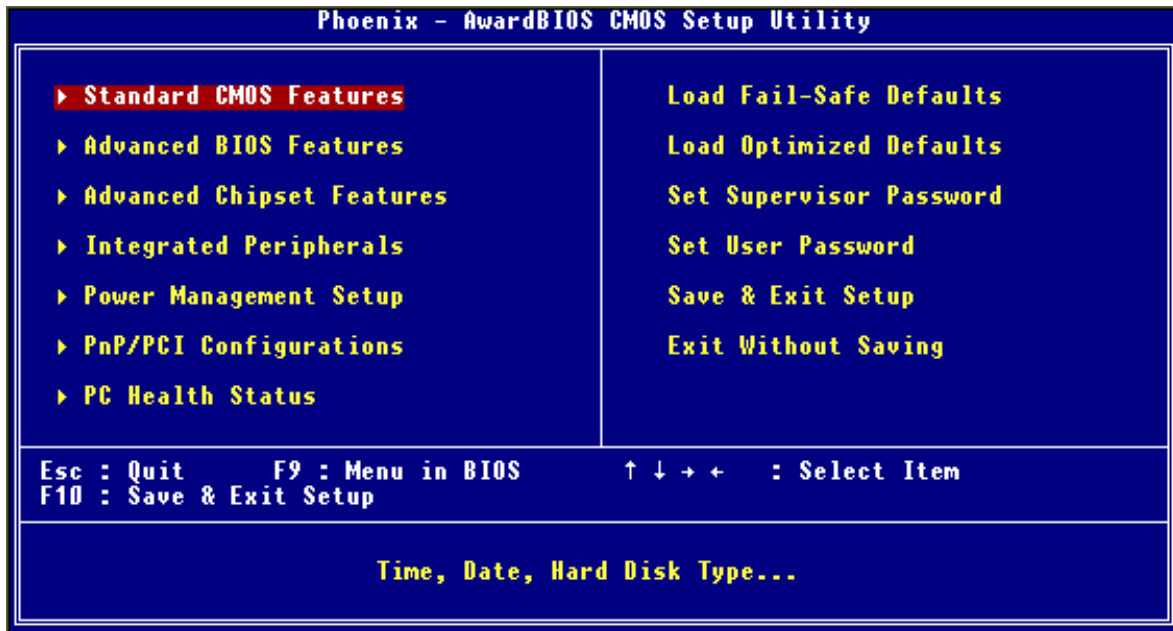 Phoenix - AwardBIOS CMOS Setup Utility
▸ Standard CMOS Features
▸ Advanced BIOS Features
▸ Advanced Chipset Features
▸ Integrated Peripherals
▸ Power Management Setup
▸ PnP/PCI Configurations
▸ PC Health Status
Load Fail-Safe Defaults
Load Optimized Defaults
Set Supervisor Password
Set User Password
Save & Exit Setup
Exit Without Saving
Esc : Quit F9 : Menu in BIOS ↑ ↓ → ← : Select Item
F10 : Save & Exit Setup
Time, Date, Hard Disk Type...